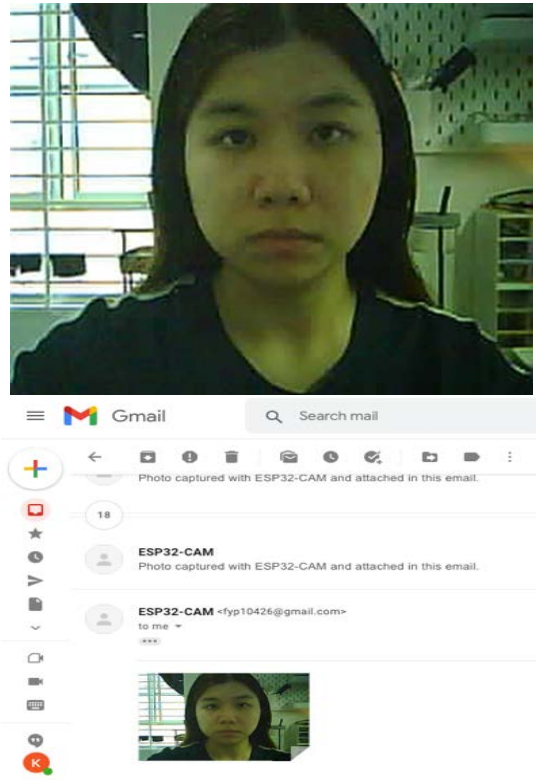 Gmail
Search mail
Photo captured with ESP32-CAM and attached in this email.
18
ESP32-CAM
Photo captured with ESP32-CAM and attached in this email.
ESP32-CAM <fyp10426@gmail.com>
to me
K